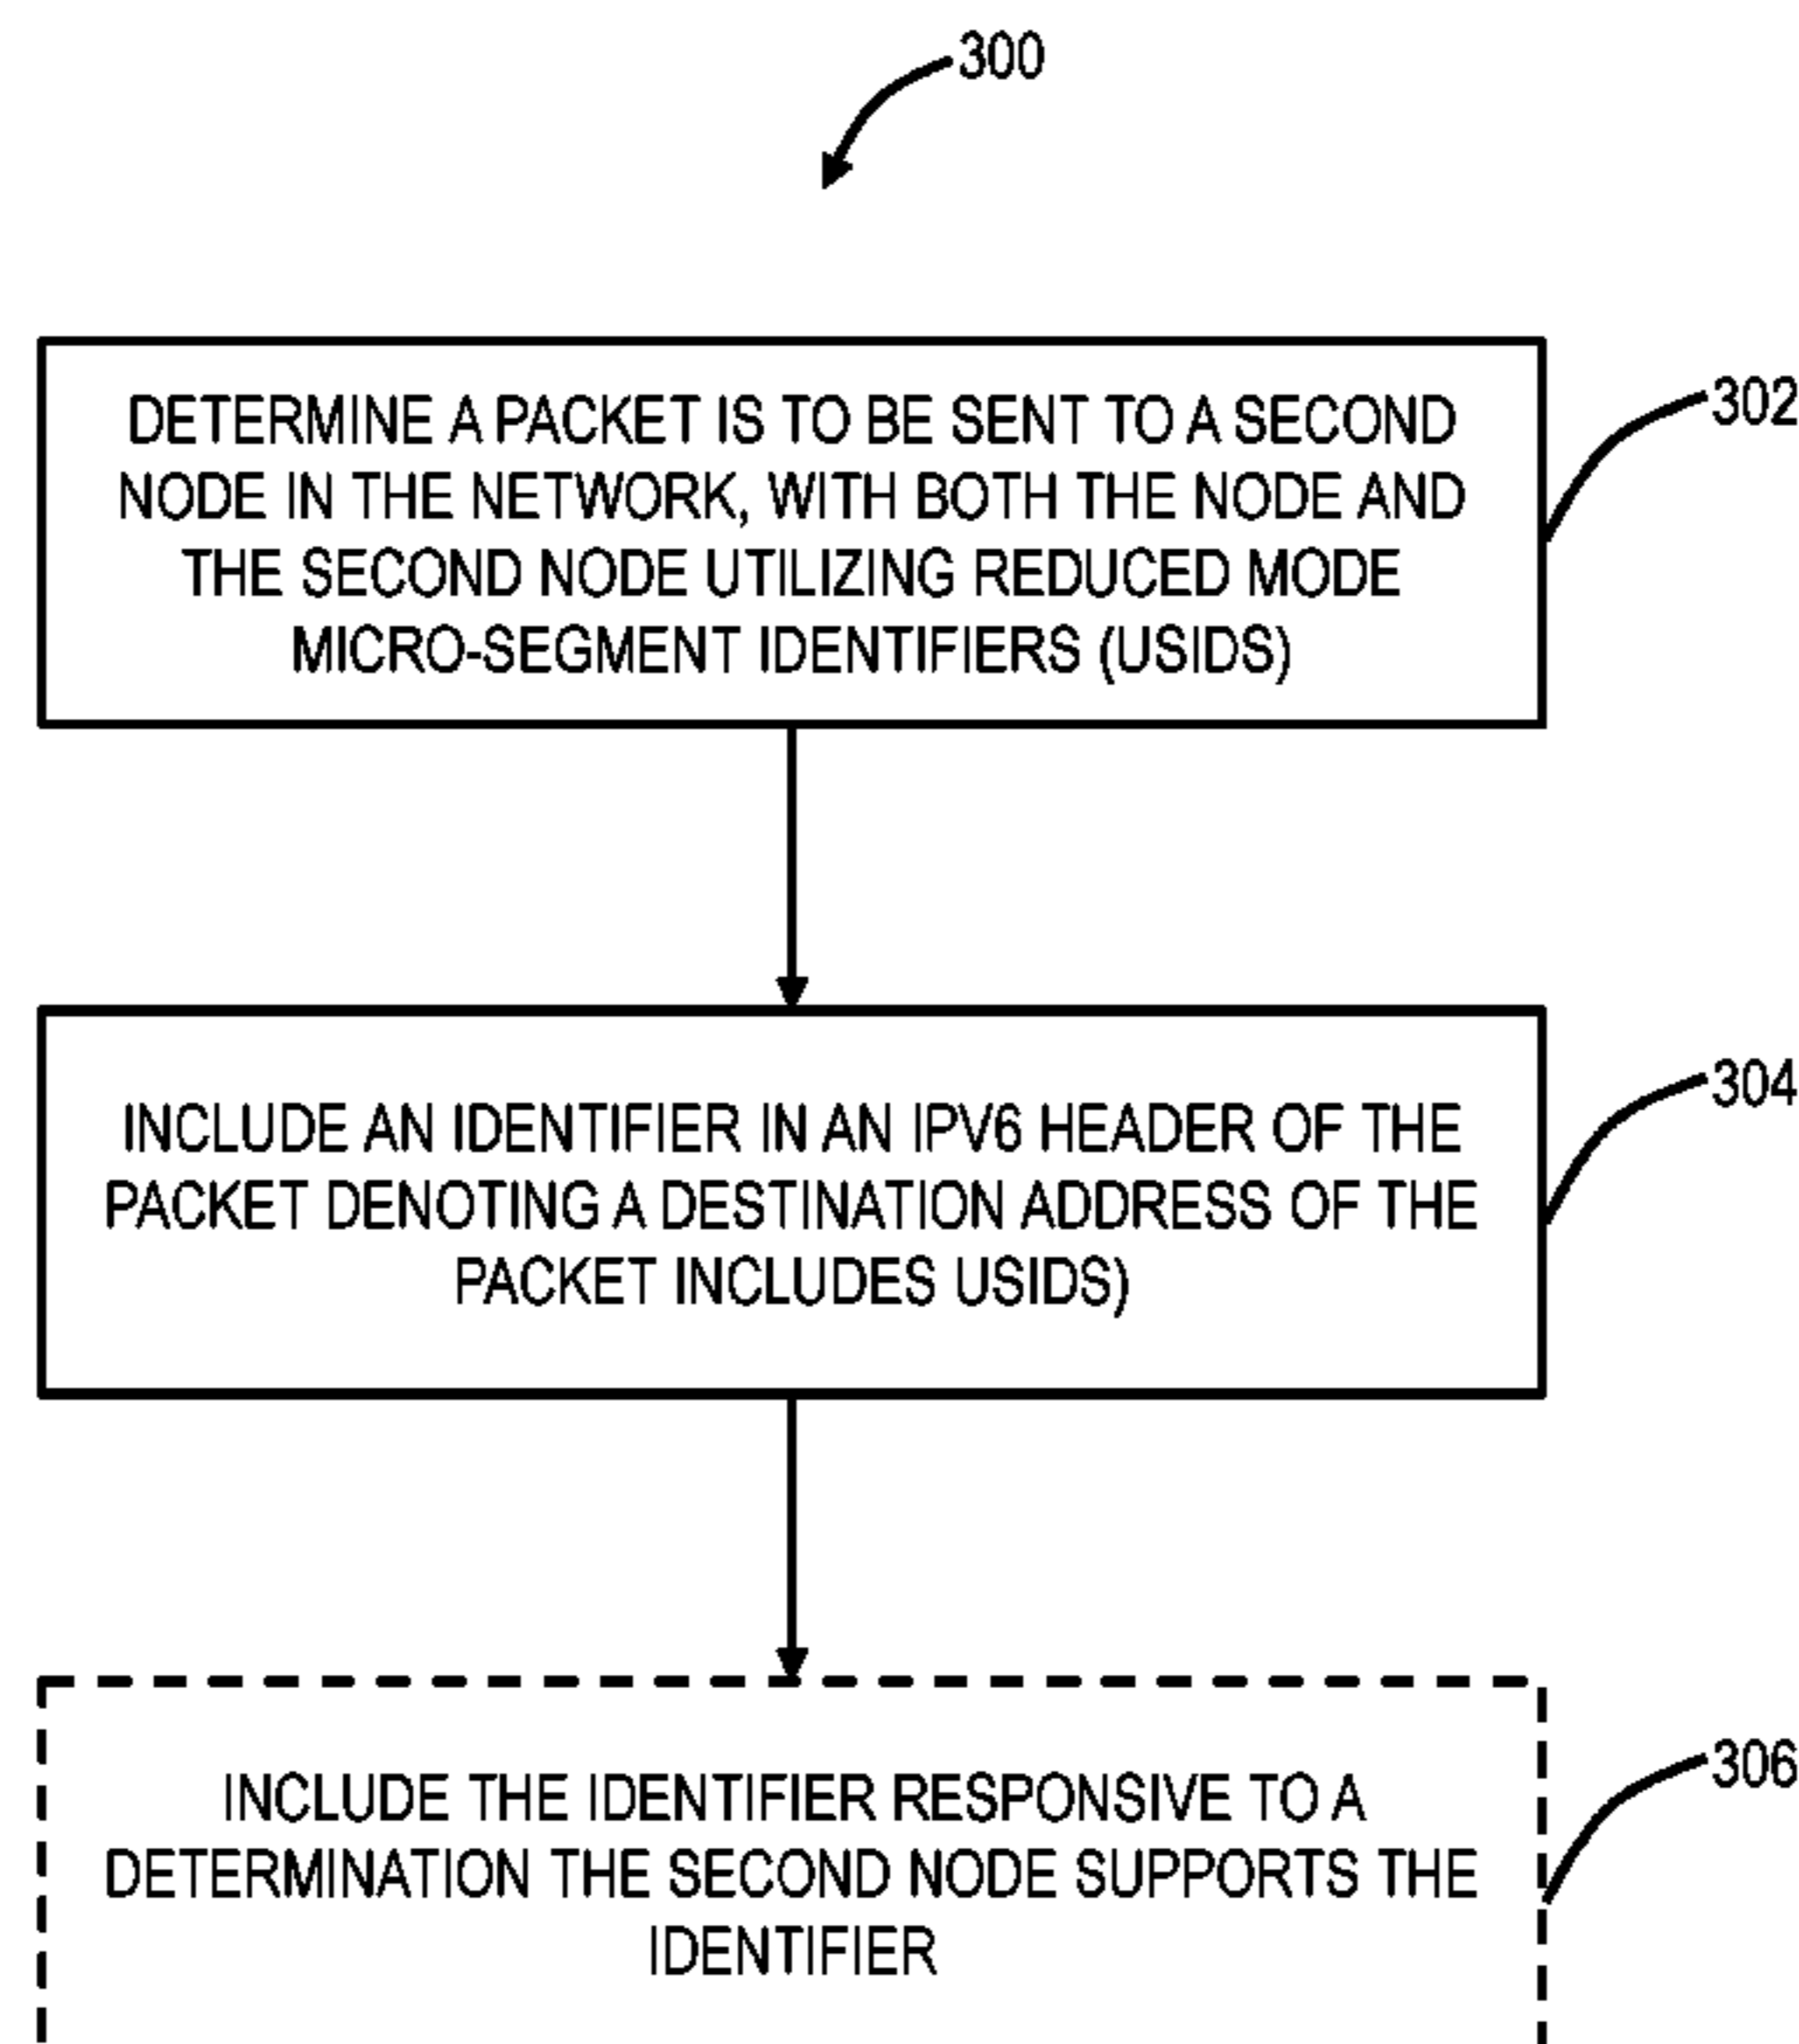 300
DETERMINE A PACKET IS TO BE SENT TO A SECOND
NODE IN THE NETWORK, WITH BOTH THE NODE AND
THE SECOND NODE UTILIZING REDUCED MODE
MICRO-SEGMENT IDENTIFIERS (USIDS)
302
INCLUDE AN IDENTIFIER IN AN IPV6 HEADER OF THE
PACKET DENOTING A DESTINATION ADDRESS OF THE
PACKET INCLUDES USIDS)
304
INCLUDE THE IDENTIFIER RESPONSIVE TO A
DETERMINATION THE SECOND NODE SUPPORTS THE
IDENTIFIER
306